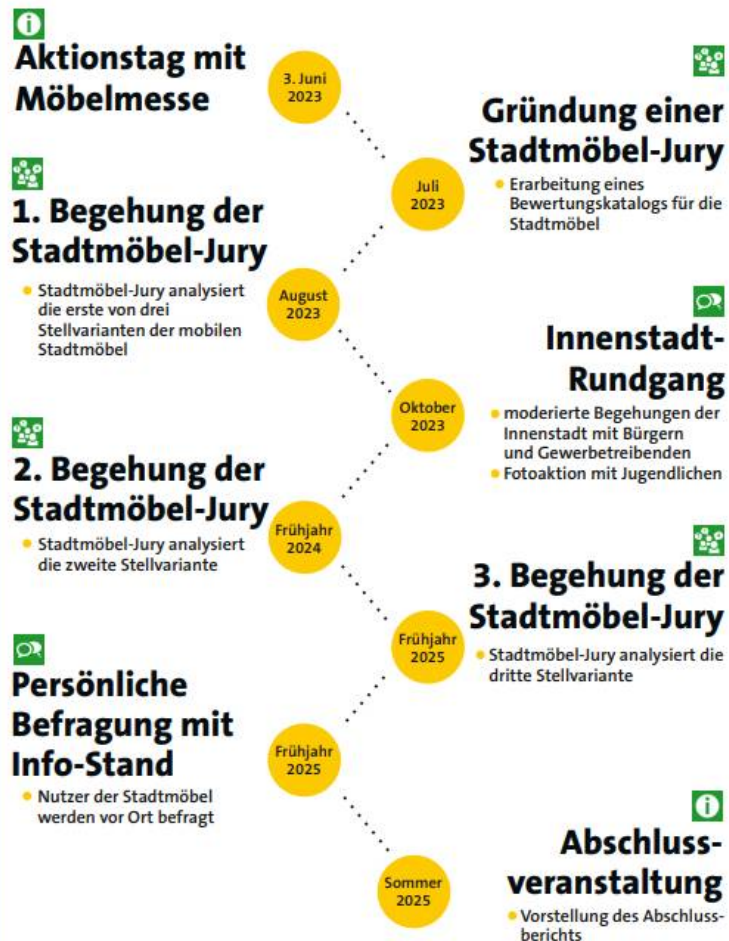 Aktionstag mit
Möbelmesse
3. Juni
2023
Gründung einer
Stadtmöbel-Jury
Erarbeitung eines
Bewertungskatalogs für die
Stadtmöbel
Juli
2023
1. Begehung der
Stadtmöbel-Jury
Stadtmöbel-Jury analysiert
die erste von drei
Stellvarianten der mobilen
Stadtmöbel
August
2023
Innenstadt-
Rundgang
moderierte Begehungen der
Innenstadt mit Bürgern
und Gewerbetreibenden
Fotoaktion mit Jugendlichen
Oktober
2023
2. Begehung der
Stadtmöbel-Jury
Stadtmöbel-Jury analysiert
die zweite Stellvariante
Frühjahr
2024
3. Begehung der
Stadtmöbel-Jury
Stadtmöbel-Jury analysiert die
dritte Stellvariante
Frühjahr
2025
Persönliche
Befragung mit
Info-Stand
Nutzer der Stadtmöbel
werden vor Ort befragt
Frühjahr
2025
Abschluss-
veranstaltung
Vorstellung des Abschluss-
berichts
Sommer
2025